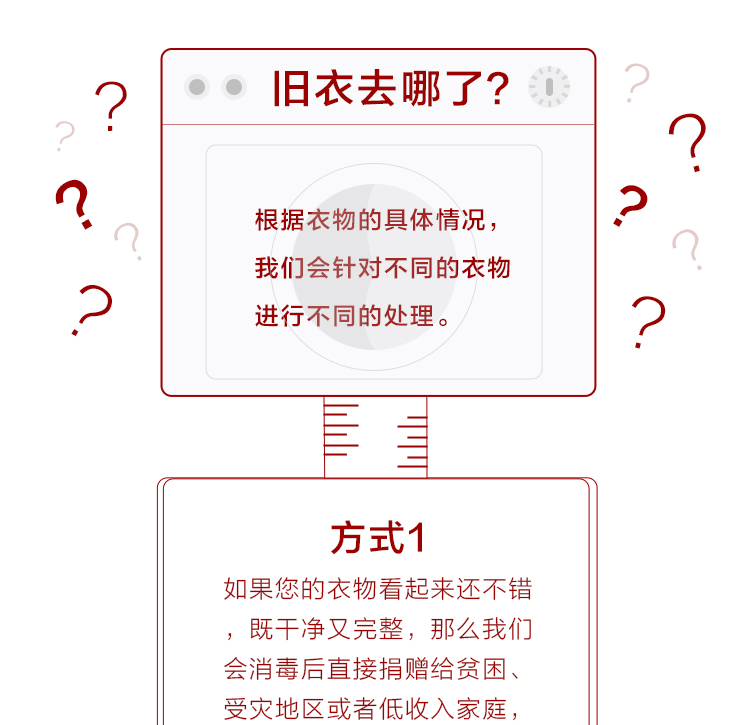 旧衣去哪了?
根据衣物的具体情况，
我们会针对不同的衣物
进行不同的处理。
方式1
如果您的衣物看起来还不错
，既干净又完整，那么我们
会消毒后直接捐赠给贫困、
受灾地区或者低收入家庭，